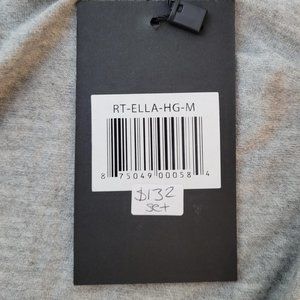 RT-ELLA-HG-M
8 75049 00058 4
$132
set